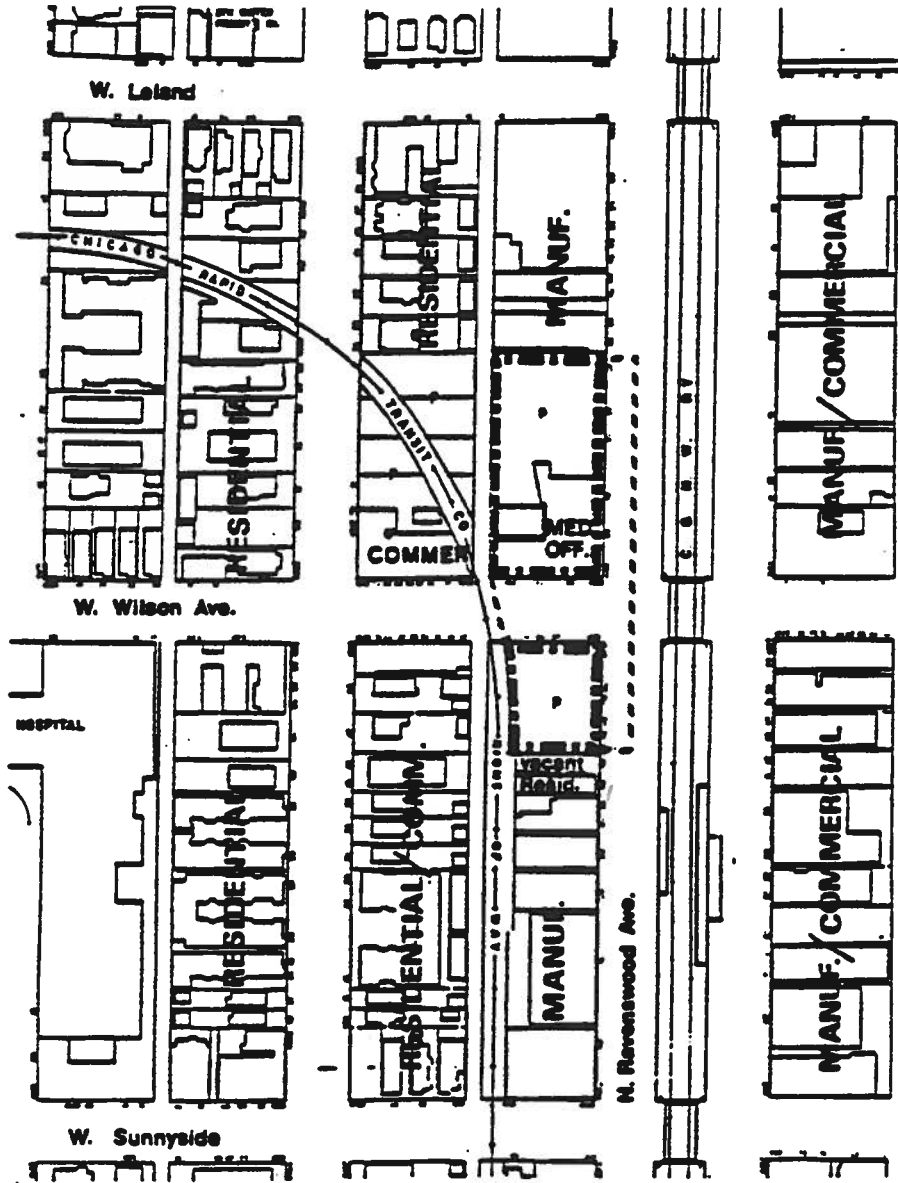 W. Leland
CHICAGO RAPID TRANSIT CO
RESIDENTIAL
MANUF.
MANUF./COMMERCIAL
RESIDENTIAL
P
MED
OFF.
COMMER
C & N W. RY
W. Wilson Ave.
HOSPITAL
P
vacant
Resid.
RESIDENTIAL
RESIDENTIAL/COMM.
MANUF.
N. Ravenswood Ave.
MANUF./COMMERCIAL
W. Sunnyside